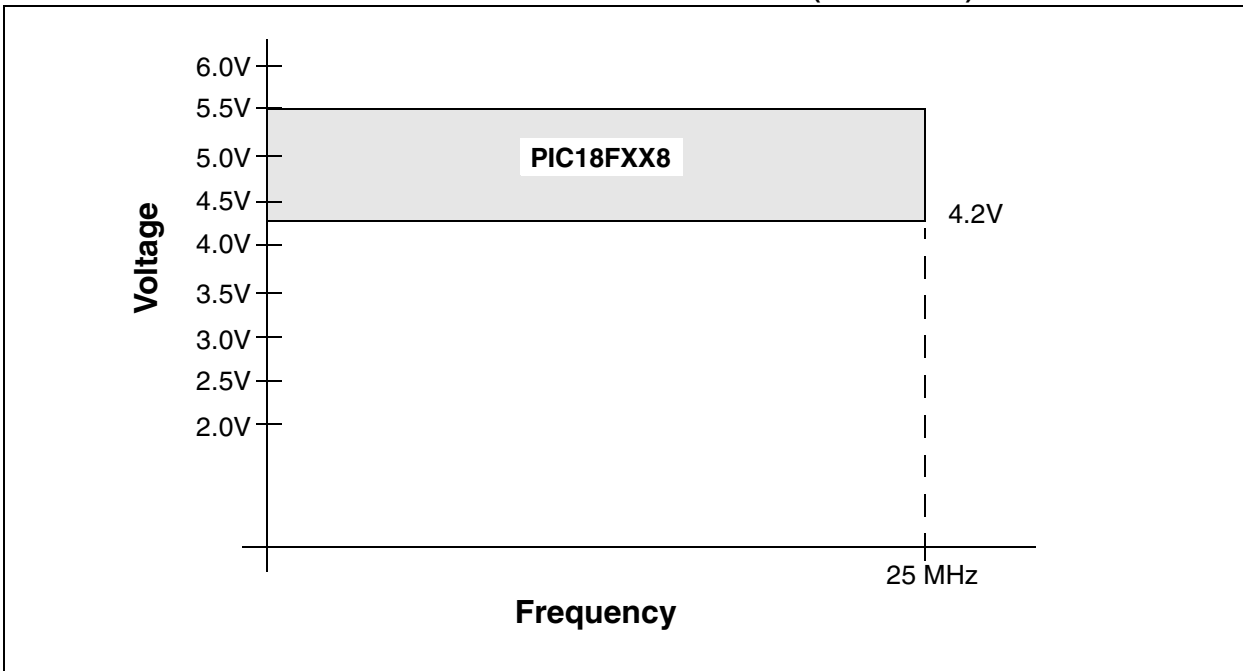 6.0V
5.5V
5.0V
4.5V
4.0V
3.5V
3.0V
2.5V
2.0V
Voltage
PIC18FXX8
4.2V
25 MHz
Frequency